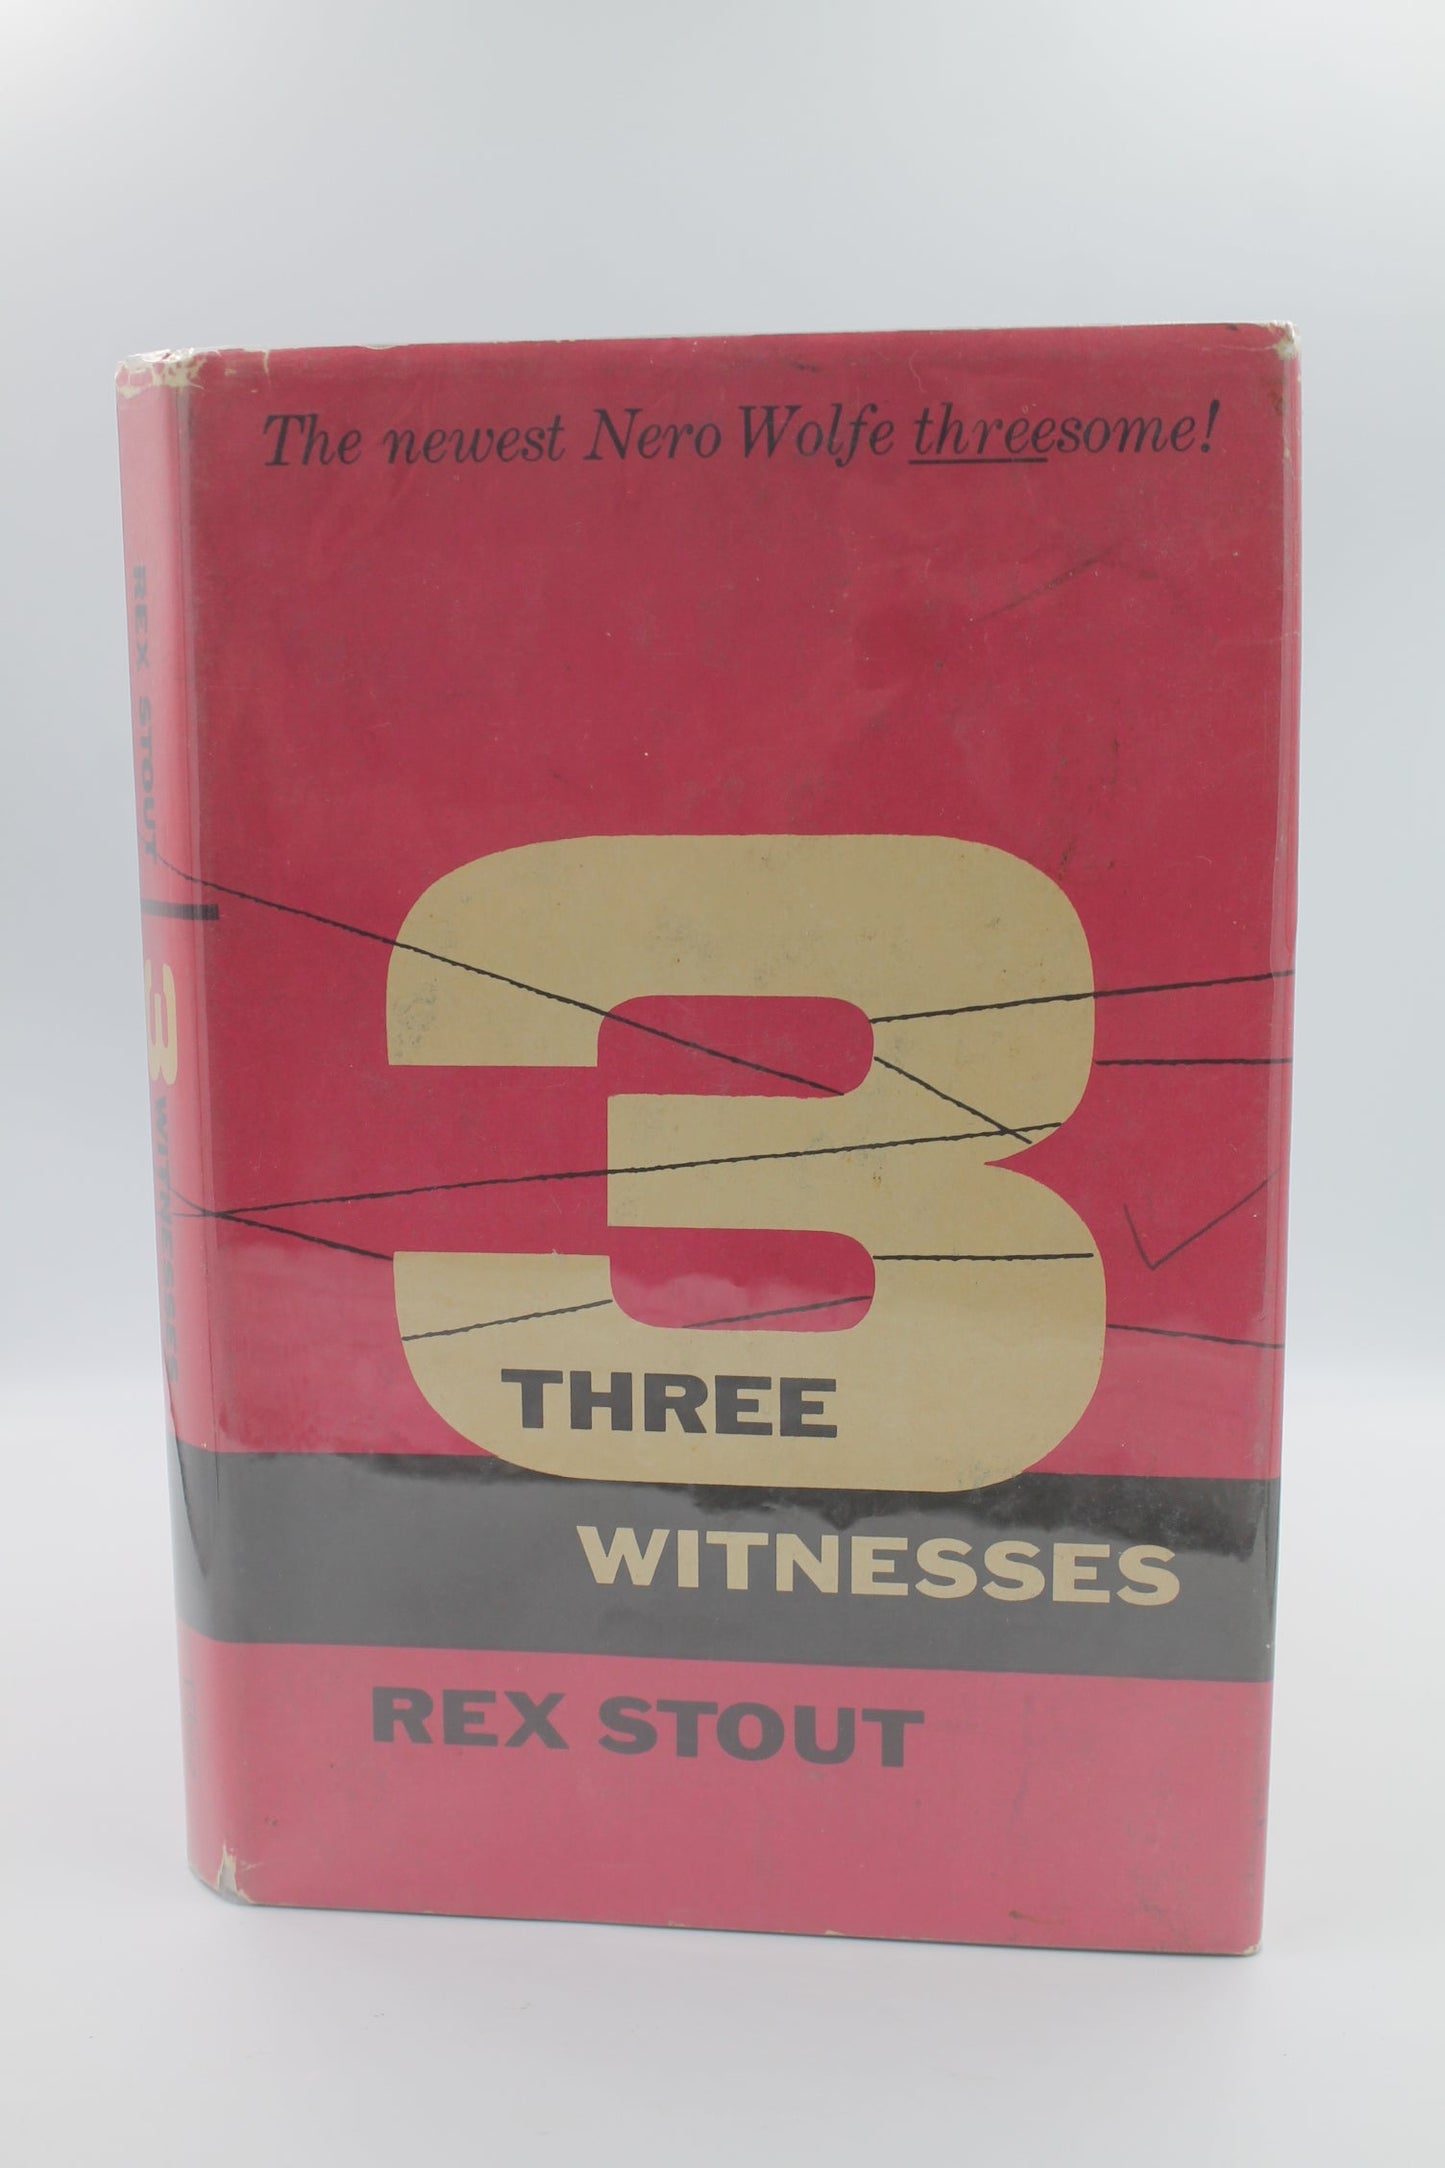 The newest Nero Wolfe threesome!
3
THREE
WITNESSES
REX STOUT
REX STOUT
3 WITNESSES